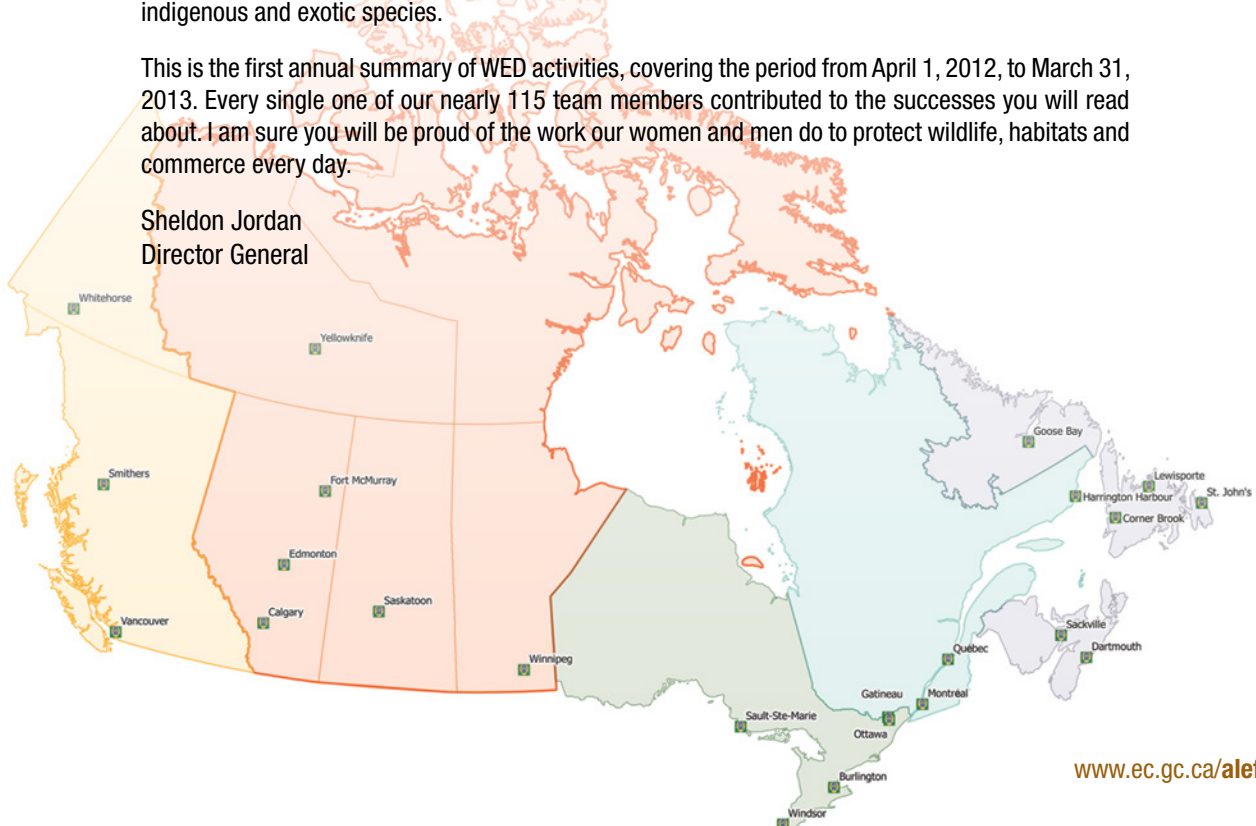 indigenous and exotic species.
This is the first annual summary of WED activities, covering the period from April 1, 2012, to March 31,
2013. Every single one of our nearly 115 team members contributed to the successes you will read
about. I am sure you will be proud of the work our women and men do to protect wildlife, habitats and
commerce every day.
Sheldon Jordan
Director General
Whitehorse
Yellowknife
Goose Bay
Smithers
Fort McMurray
Lewisporte
Harrington Harbour
St. John's
Corner Brook
Edmonton
Calgary
Saskatoon
Vancouver
Sackville
Dartmouth
Québec
Winnipeg
Gatineau
Montréal
Sault-Ste-Marie
Ottawa
www.ec.gc.ca/alef
Burlington
Windsor